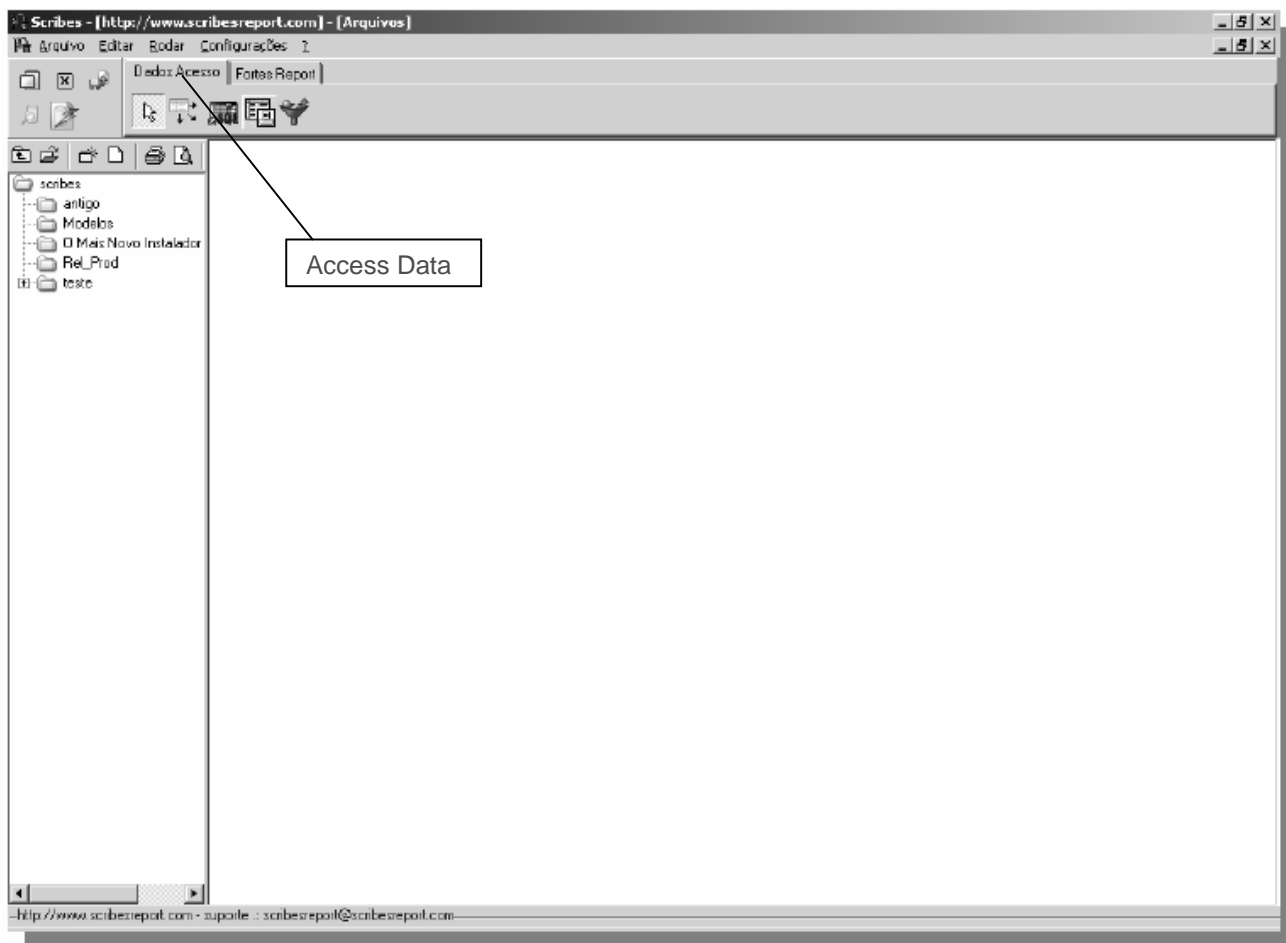 Scribes - [http://www.scribesreport.com] - [Arquivos]
Arquivo Editar Rodar Configurações ?
Dados Acesso Fortes Report
scribes
antigo
Modelos
O Mais Novo Instalador
Rel_Prod
teste
Access Data
http://www.scribesreport.com - suporte .: scribesreport@scribesreport.com